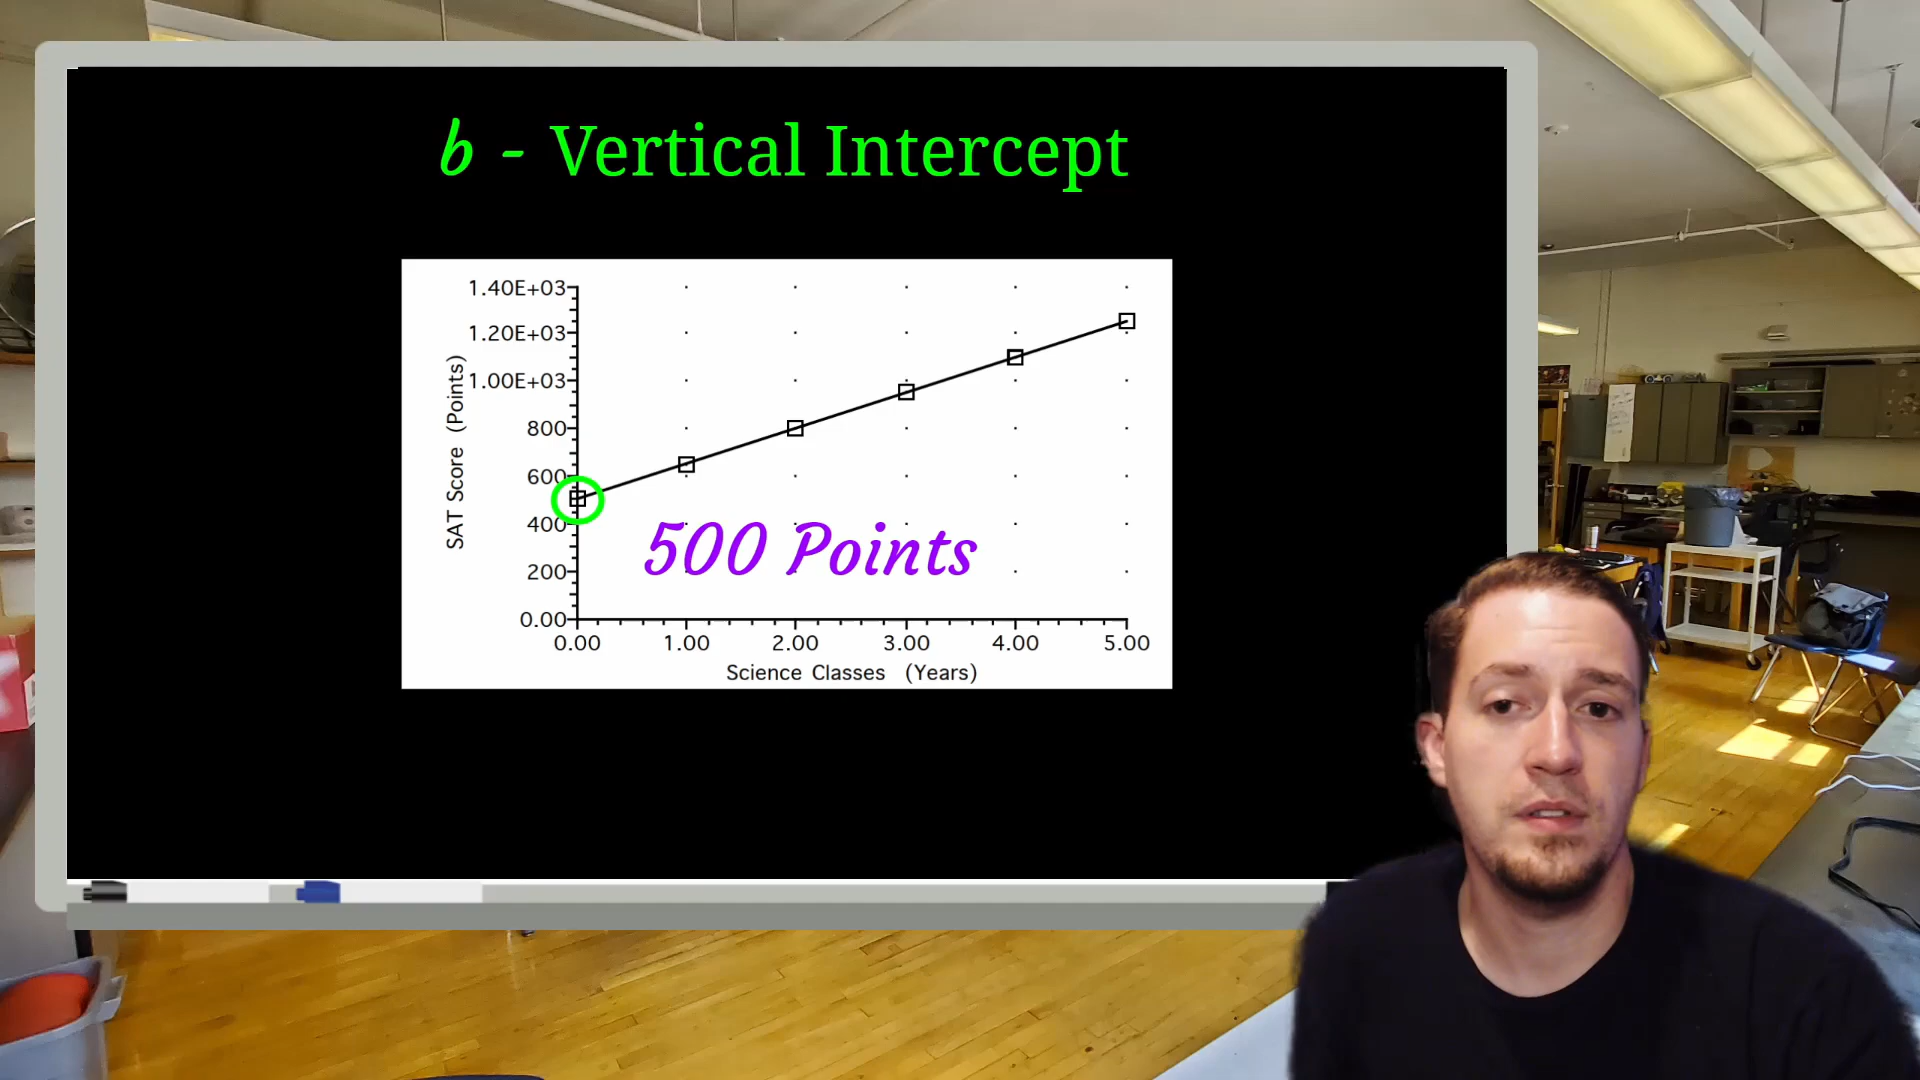 b - Vertical Intercept
1.40E+03
1.20E+03
1.00E+03
800
600
400
200
0.00
SAT Score (Points)
500 Points
0.00 1.00 2.00 3.00 4.00 5.00
Science Classes (Years)